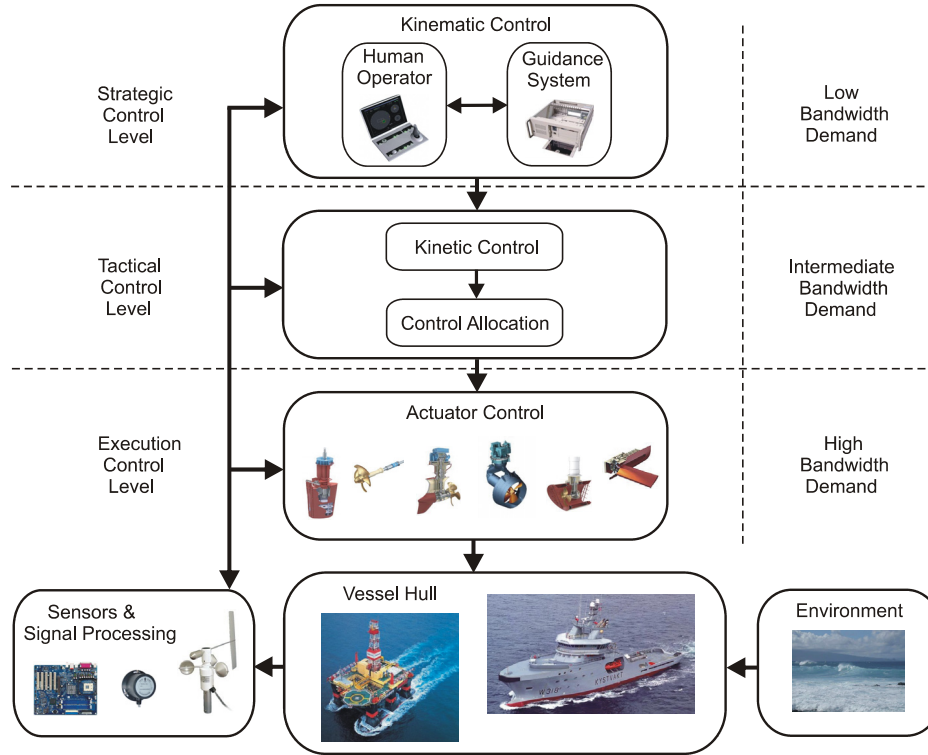 Kinematic Control
Human
Operator
Guidance
System
Strategic
Control
Level
Low
Bandwidth
Demand
Kinetic Control
Control Allocation
Tactical
Control
Level
Intermediate
Bandwidth
Demand
Actuator Control
Execution
Control
Level
High
Bandwidth
Demand
Sensors &
Signal Processing
Vessel Hull
KYSTVAKT
Environment